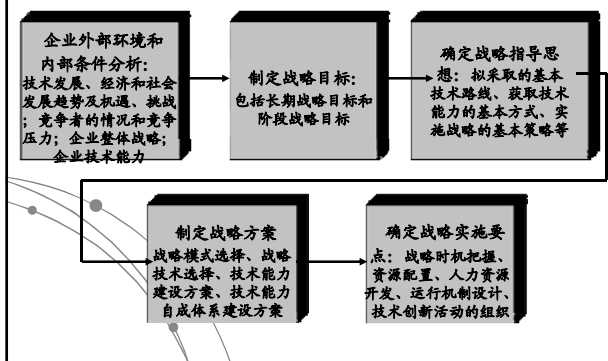 企业外部环境和
内部条件分析：
技术发展、经济和社会
发展趋势及机遇、挑战
；竞争者的情况和竞争
压力；企业整体战略；
企业技术能力
制定战略目标：
包括长期战略目标和
阶段战略目标
确定战略指导思
想：拟采取的基本
技术路线、获取技术
能力的基本方式、实
施战略的基本策略等
制定战略方案
战略模式选择、战略
技术选择、技术能力
建设方案、技术能力
自成体系建设方案
确定战略实施要
点：战略时机把握、
资源配置、人力资源
开发、运行机制设计、
技术创新活动的组织